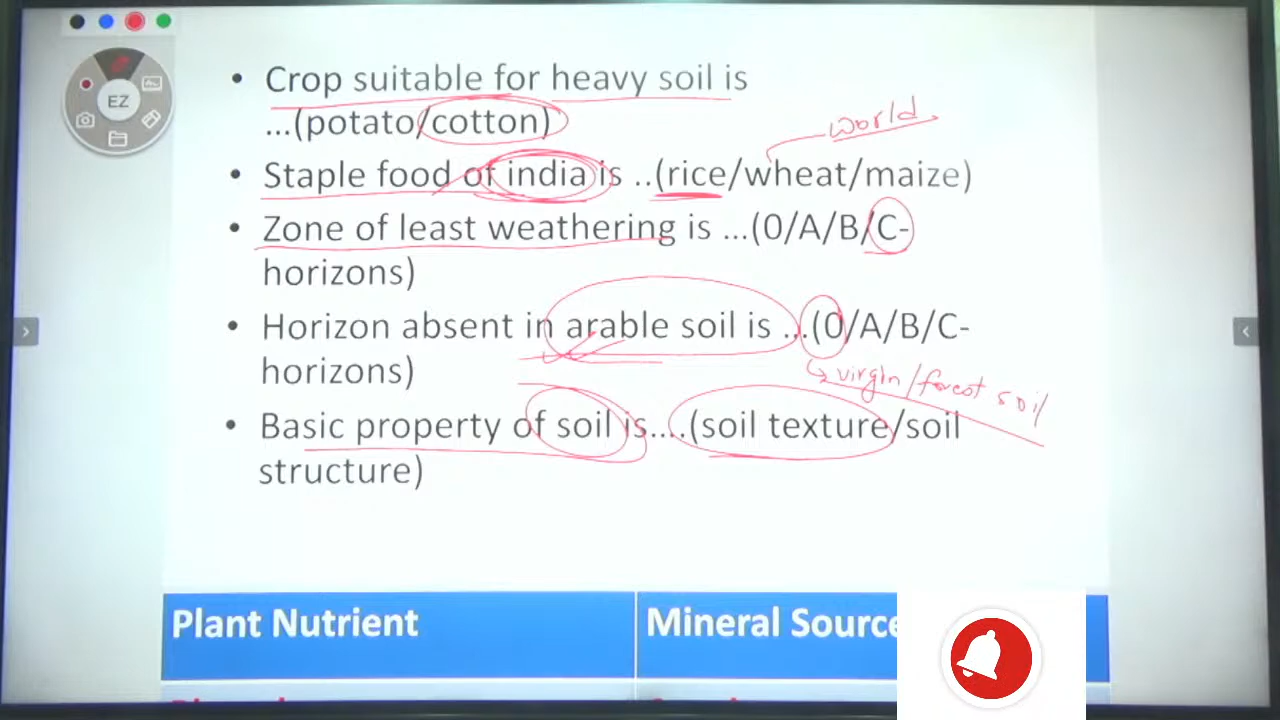 EZ
• Crop suitable for heavy soil is
...(potato/cotton)
world
• Staple food of india is ..(rice/wheat/maize)
• Zone of least weathering is ...(0/A/B/C-
horizons)
• Horizon absent in arable soil is ...(0/A/B/C-
horizons)
↳ virgin/forest soil
• Basic property of soil is....(soil texture/soil
structure)
Plant Nutrient
Mineral Source